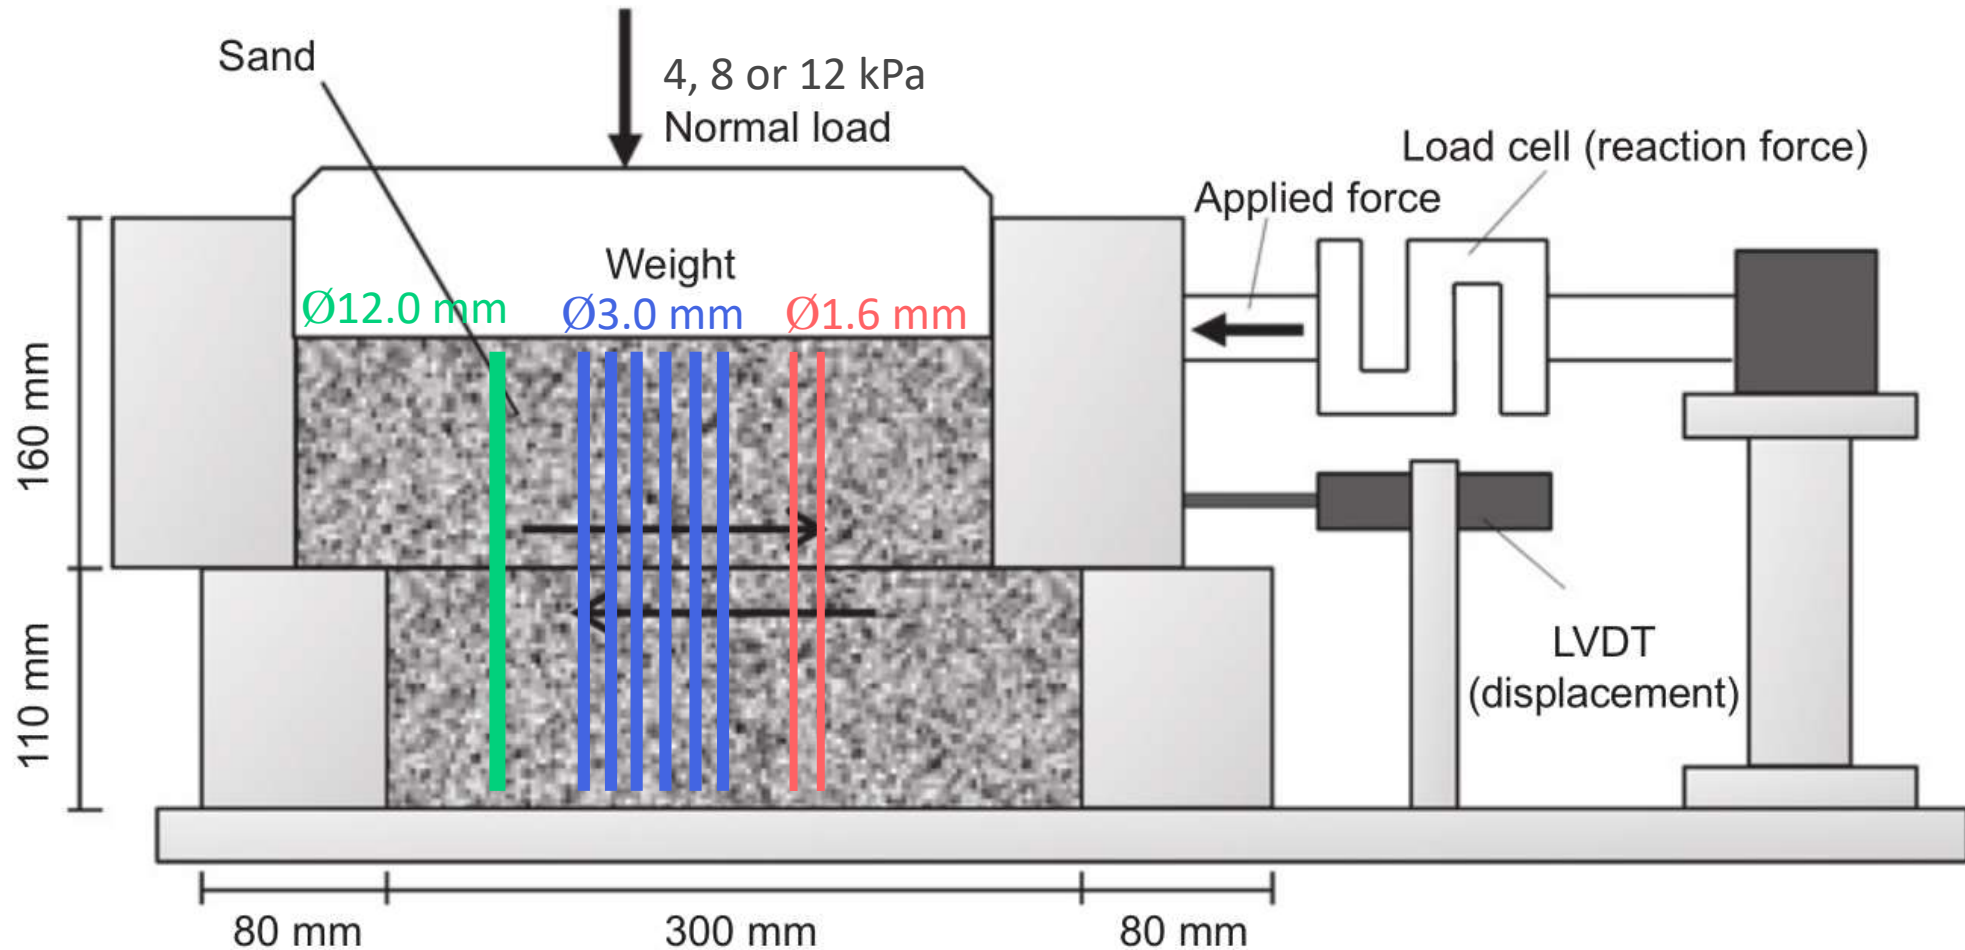 Sand
4, 8 or 12 kPa
Normal load
Load cell (reaction force)
Applied force
Weight
Ø12.0 mm
Ø3.0 mm
Ø1.6 mm
160 mm
110 mm
LVDT
(displacement)
80 mm
300 mm
80 mm